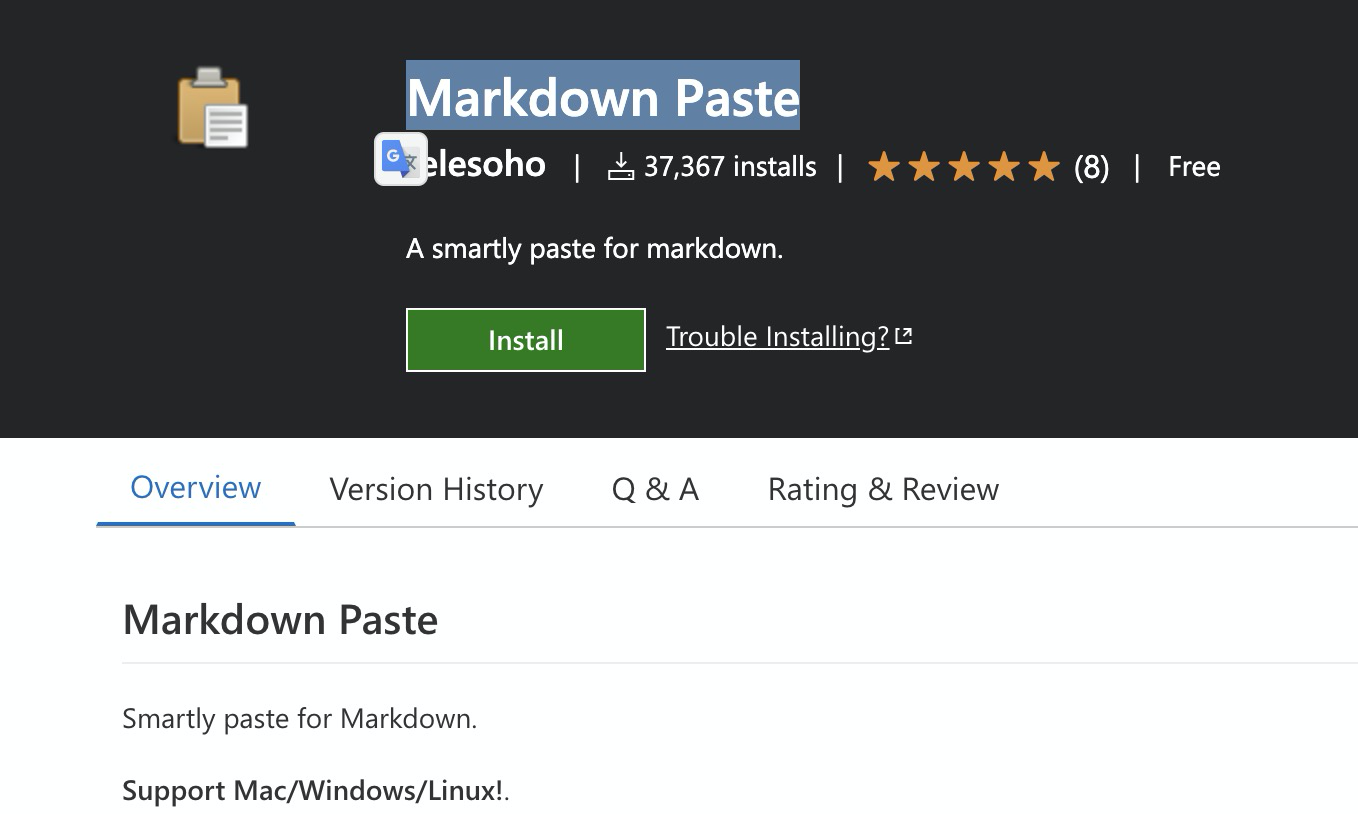 Markdown Paste
elesoho | 37,367 installs | (8) | Free
A smartly paste for markdown.
Install Trouble Installing?
Overview Version History Q & A Rating & Review
Markdown Paste
Smartly paste for Markdown.
Support Mac/Windows/Linux!.